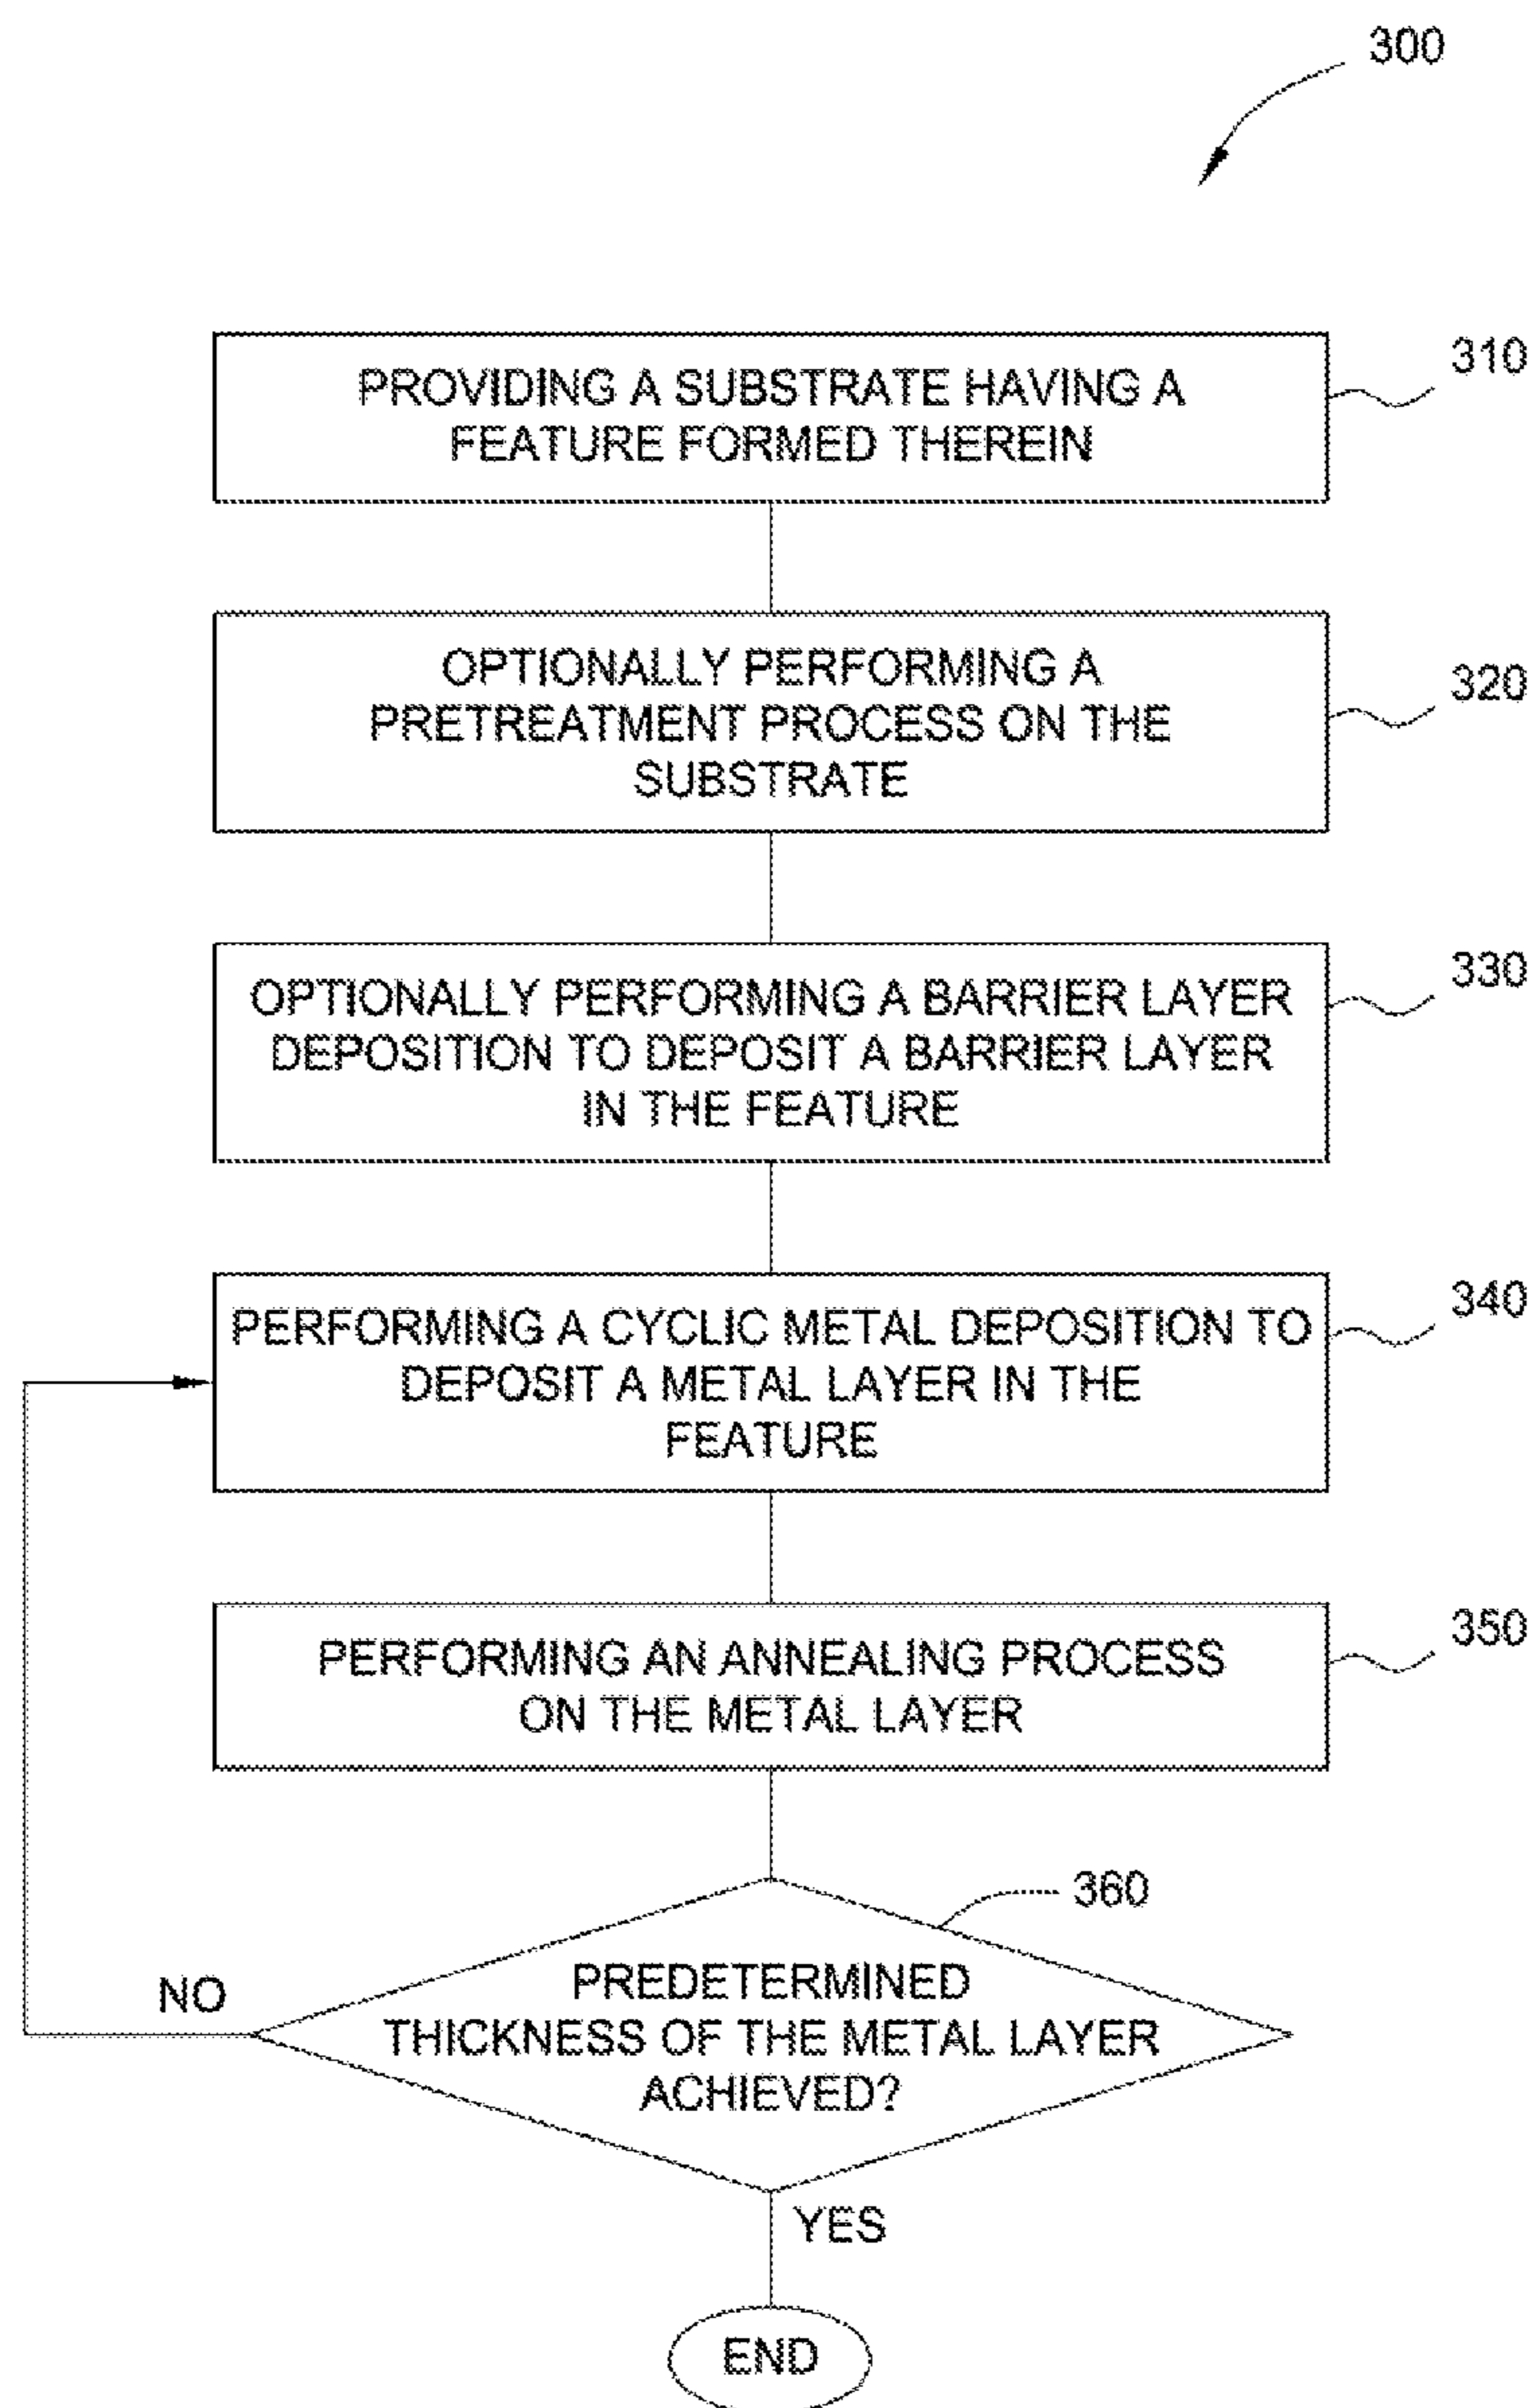 300
PROVIDING A SUBSTRATE HAVING A
FEATURE FORMED THEREIN
310
OPTIONALLY PERFORMING A
PRETREATMENT PROCESS ON THE
SUBSTRATE
320
OPTIONALLY PERFORMING A BARRIER LAYER
DEPOSITION TO DEPOSIT A BARRIER LAYER
IN THE FEATURE
330
PERFORMING A CYCLIC METAL DEPOSITION TO
DEPOSIT A METAL LAYER IN THE
FEATURE
340
PERFORMING AN ANNEALING PROCESS
ON THE METAL LAYER
350
360
PREDETERMINED
THICKNESS OF THE METAL LAYER
ACHIEVED?
NO
YES
END